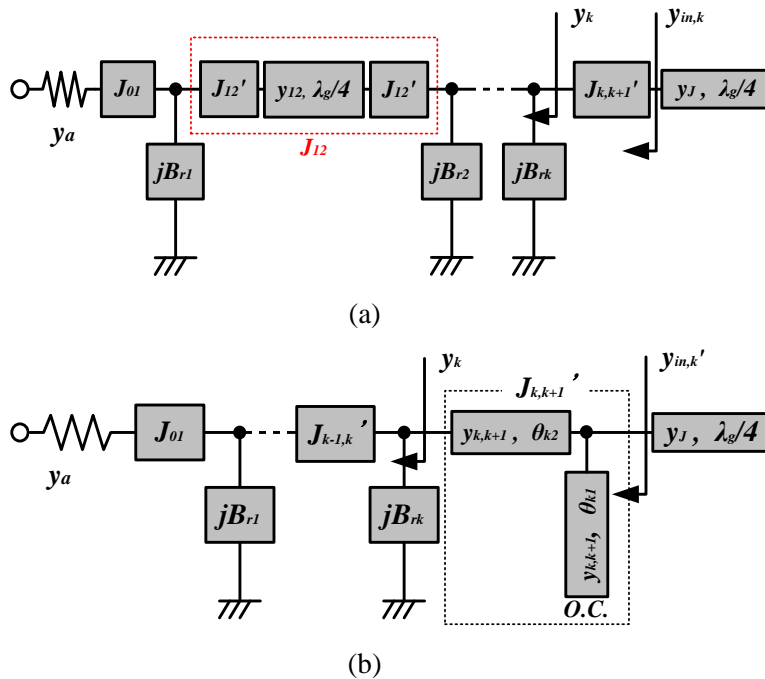 yk
yin,k
J01
J12'
y12, λg/4
J12'
Jk,k+1'
yJ , λg/4
ya
J12
jBr1
jBr2
jBrk
(a)
yk
Jk,k+1'
yin,k'
J01
Jk-1,k'
yk,k+1 , θk2
yJ , λg/4
ya
jBr1
jBrk
yk,k+1, θk1
O.C.
(b)